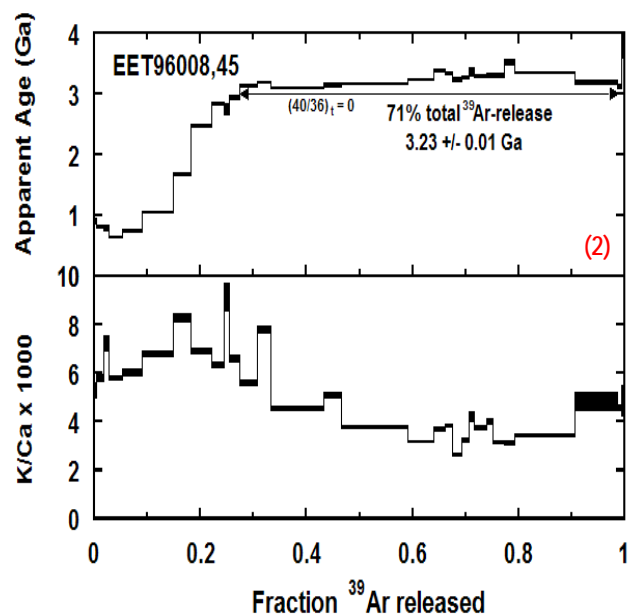 Apparent Age (Ga)
4
3
2
1
EET96008,45
(40/36)t = 0
71% total 39Ar-release
3.23 +/- 0.01 Ga
(2)
K/Ca x 1000
10
8
6
4
2
0
0 0.2 0.4 0.6 0.8 1
Fraction 39Ar released